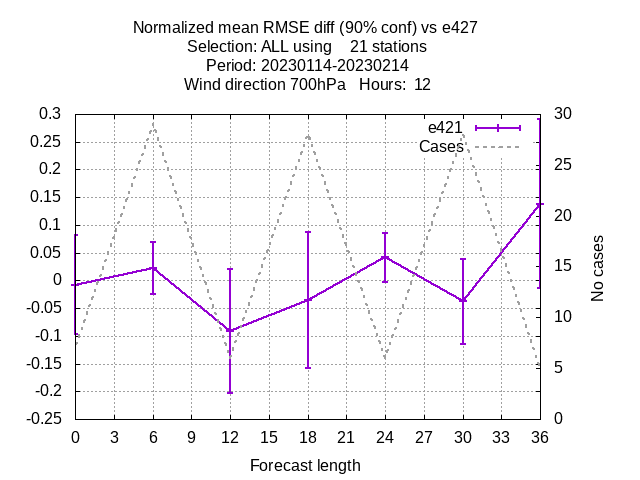 Normalized mean RMSE diff (90% conf) vs e427
Selection: ALL using    21 stations
Period: 20230114-20230214
Wind direction 700hPa   Hours:  12
0.3
0.25
0.2
0.15
0.1
0.05
0
-0.05
-0.1
-0.15
-0.2
-0.25
e421
Cases
30
25
20
15
10
5
0
No cases
0 3 6 9 12 15 18 21 24 27 30 33 36
Forecast length